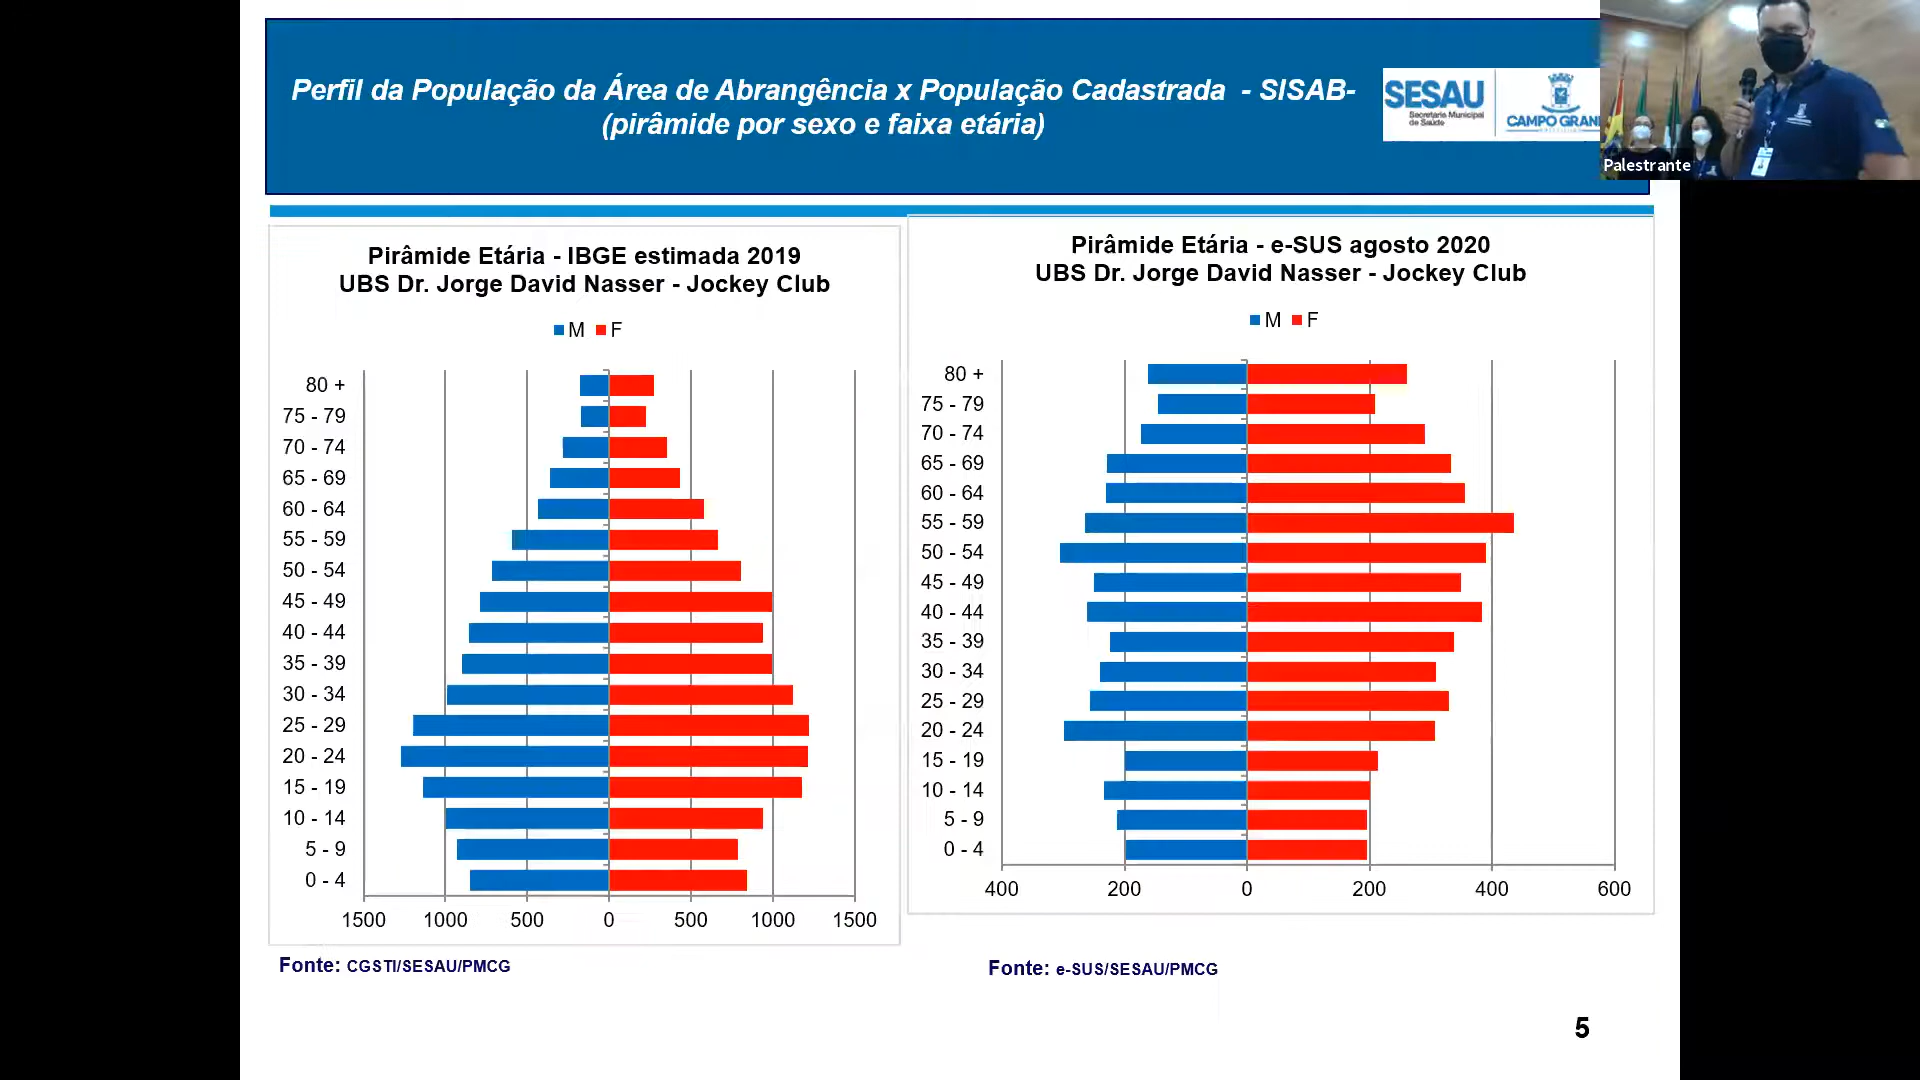 Perfil da População da Área de Abrangência x População Cadastrada - SISAB-
(pirâmide por sexo e faixa etária)
SESAU
Secretaria Municipal
de Saúde
CAMPO GRAN
Palestrante
Pirâmide Etária - IBGE estimada 2019
UBS Dr. Jorge David Nasser - Jockey Club
M F
80 +
75 - 79
70 - 74
65 - 69
60 - 64
55 - 59
50 - 54
45 - 49
40 - 44
35 - 39
30 - 34
25 - 29
20 - 24
15 - 19
10 - 14
5 - 9
0 - 4
1500 1000 500 0 500 1000 1500
Fonte: CGSTI/SESAU/PMCG
Pirâmide Etária - e-SUS agosto 2020
UBS Dr. Jorge David Nasser - Jockey Club
M F
80 +
75 - 79
70 - 74
65 - 69
60 - 64
55 - 59
50 - 54
45 - 49
40 - 44
35 - 39
30 - 34
25 - 29
20 - 24
15 - 19
10 - 14
5 - 9
0 - 4
400 200 0 200 400 600
Fonte: e-SUS/SESAU/PMCG
5